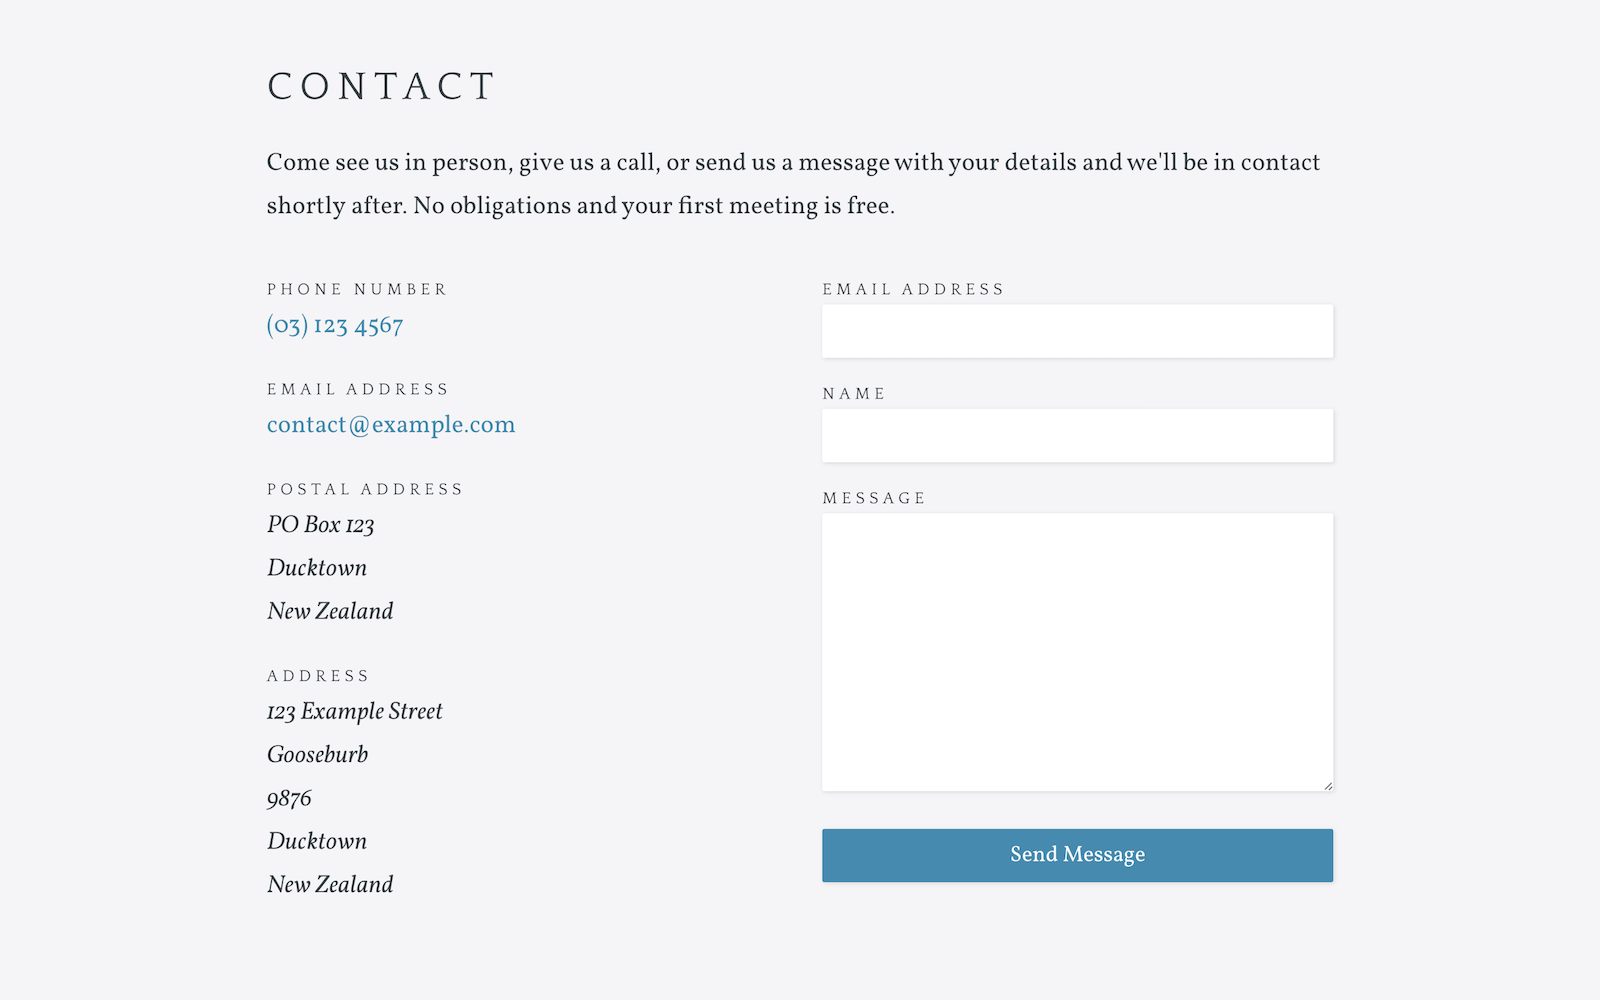 CONTACT
Come see us in person, give us a call, or send us a message with your details and we'll be in contact
shortly after. No obligations and your first meeting is free.
PHONE NUMBER
(03) 123 4567
EMAIL ADDRESS
contact@example.com
POSTAL ADDRESS
PO Box 123
Ducktown
New Zealand
ADDRESS
123 Example Street
Gooseburb
9876
Ducktown
New Zealand
EMAIL ADDRESS
NAME
MESSAGE
Send Message